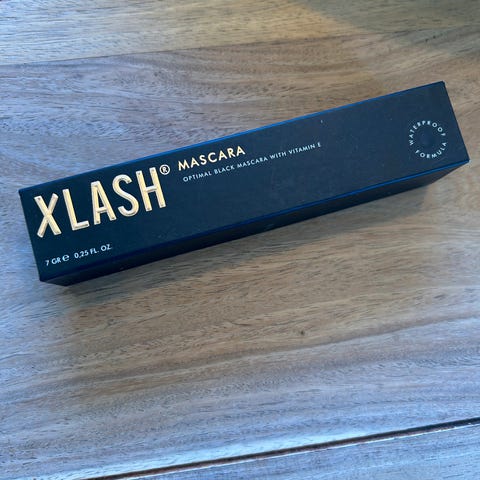 XLASH®
MASCARA
OPTIMAL BLACK MASCARA WITH VITAMIN E
7 GR ℮ 0,25 FL. OZ.
WATERPROOF
FORMULA